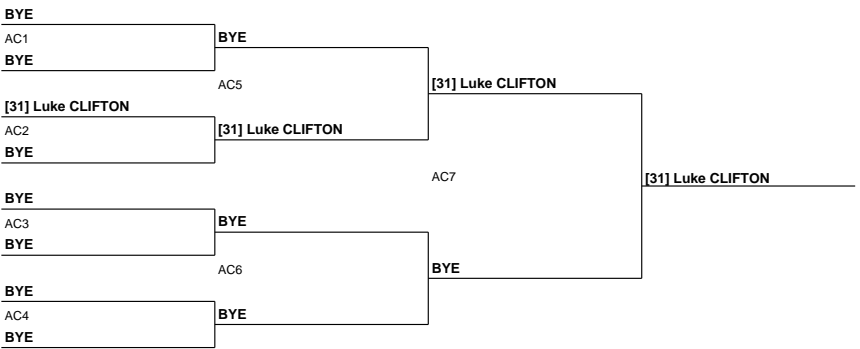 BYE
AC1
BYE
BYE
AC5
[31] Luke CLIFTON
[31] Luke CLIFTON
AC2
[31] Luke CLIFTON
BYE
AC7
[31] Luke CLIFTON
BYE
AC3
BYE
BYE
AC6
BYE
BYE
AC4
BYE
BYE